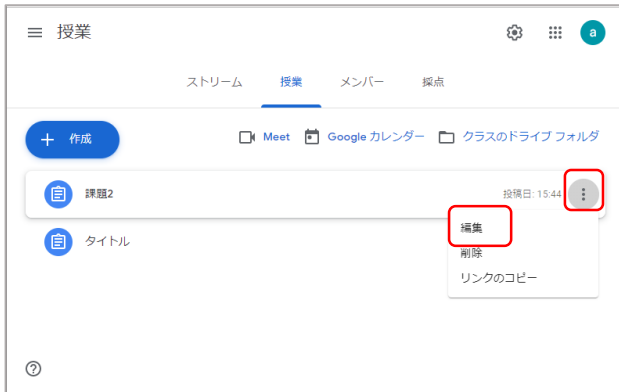 授業
a
ストリーム 授業 メンバー 採点
+ 作成 Meet Google カレンダー クラスのドライブ フォルダ
課題2 投稿日: 15:44
編集
タイトル
削除
リンクのコピー